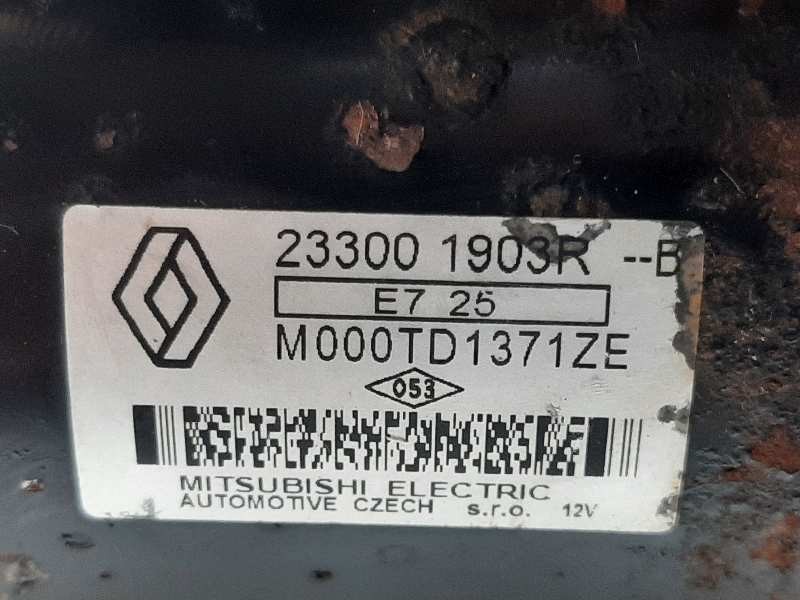 23300 1903R --B
E7 25
M000TD1371ZE
053
MITSUBISHI ELECTRIC
AUTOMOTIVE CZECH s.r.o. 12V